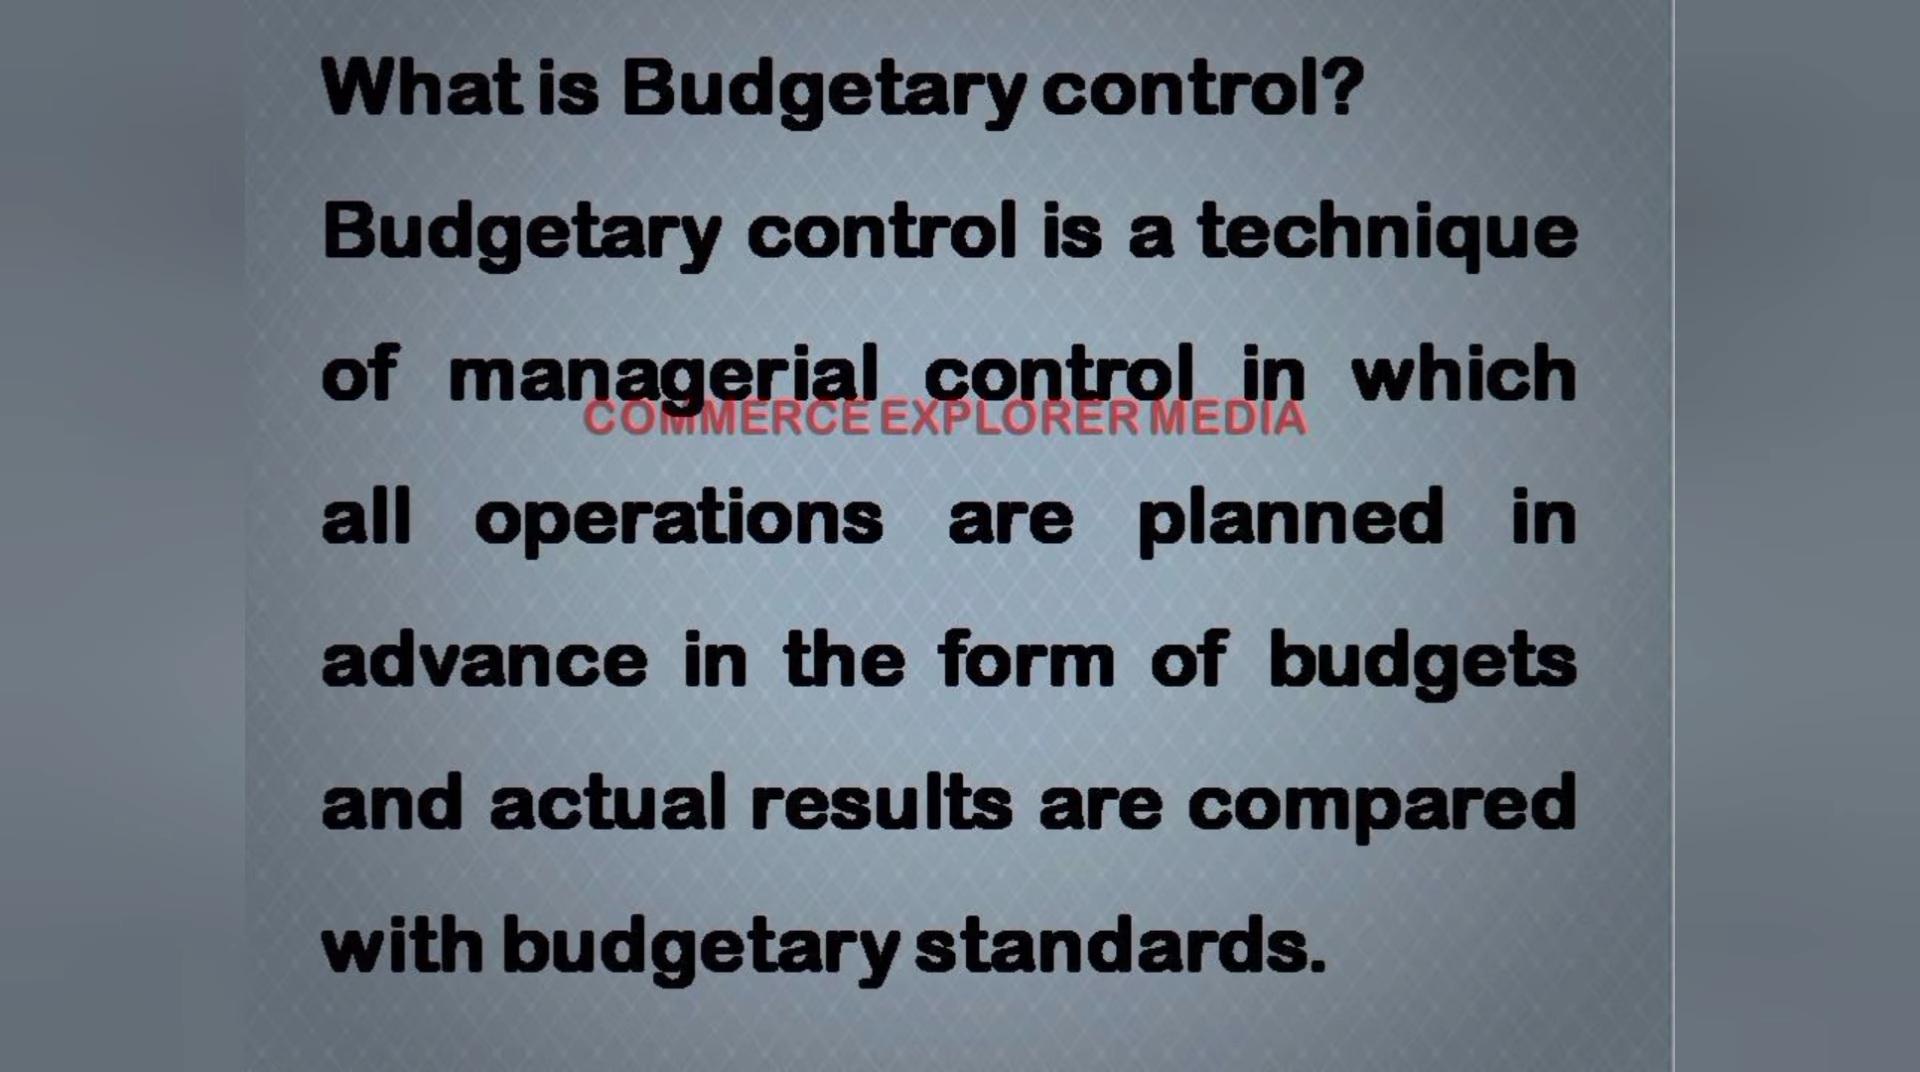 What is Budgetary control?
Budgetary control is a technique
of managerial control in which
COMMERCE EXPLORER MEDIA
all operations are planned in
advance in the form of budgets
and actual results are compared
with budgetary standards.